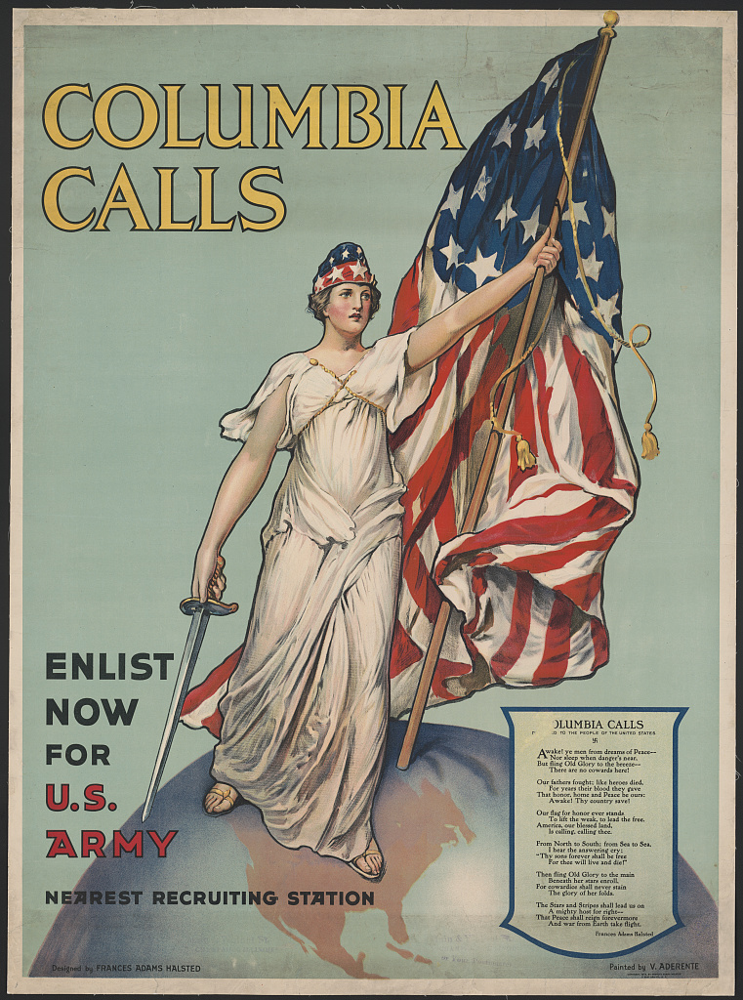 COLUMBIA
CALLS
ENLIST
NOW
FOR
U.S.
ARMY
NEAREST RECRUITING STATION
OLUMBIA CALLS
TO THE PEOPLE OF THE UNITED STATES
Awake! ye men from dreams of Peace—
Nor sleep when danger's near,
But fling Old Glory to the breeze—
There are no cowards here!
Our fathers fought; like heroes died,
For years their blood they gave
That honor, home and Peace be ours:
Awake! Thy country save!
Our flag for honor ever stands
To lift the weak, to lead the free.
America, our blessed land,
Is calling, calling thee.
From North to South; from Sea to Sea,
I hear the answering cry;
"Thy sons forever shall be free
For thee will live and die!"
Then fling Old Glory to the main
Beneath her stars enroll,
For cowardice shall never stain
The glory of her folds.
The Stars and Stripes shall lead us on
A mighty host for right—
That Peace shall reign forevermore
And war from Earth take flight.
Frances Adams Halsted
Designed by FRANCES ADAMS HALSTED
Painted by V. ADERENTE